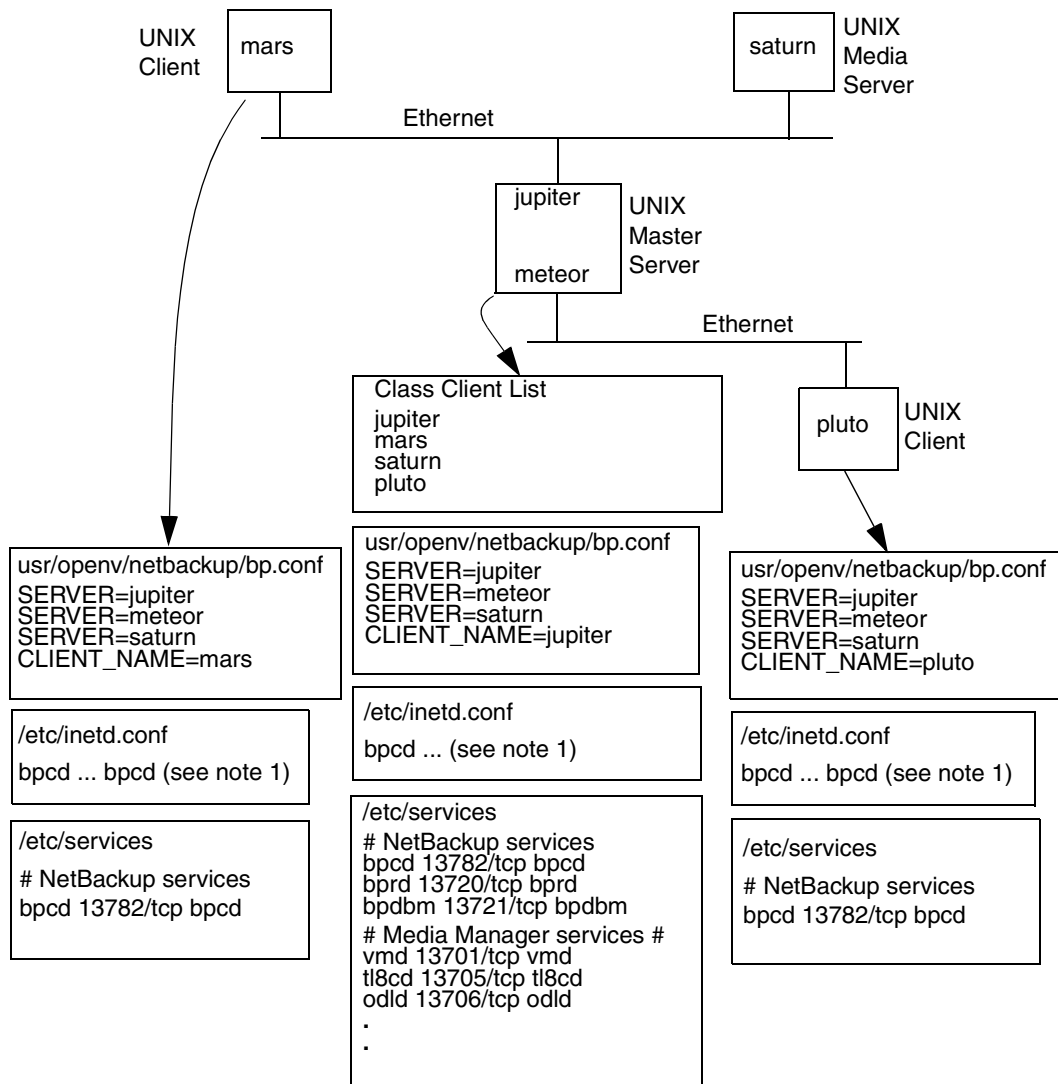 UNIX
Client
mars
saturn
UNIX
Media
Server
Ethernet
jupiter
meteor
UNIX
Master
Server
Ethernet
Class Client List
jupiter
mars
saturn
pluto
pluto
UNIX
Client
usr/openv/netbackup/bp.conf
SERVER=jupiter
SERVER=meteor
SERVER=saturn
CLIENT_NAME=mars
/etc/inetd.conf
bpcd ... bpcd (see note 1)
/etc/services
# NetBackup services
bpcd 13782/tcp bpcd
usr/openv/netbackup/bp.conf
SERVER=jupiter
SERVER=meteor
SERVER=saturn
CLIENT_NAME=jupiter
/etc/inetd.conf
bpcd ... (see note 1)
/etc/services
# NetBackup services
bpcd 13782/tcp bpcd
bprd 13720/tcp bprd
bpdbm 13721/tcp bpdbm
# Media Manager services #
vmd 13701/tcp vmd
tl8cd 13705/tcp tl8cd
odld 13706/tcp odld
.
.
usr/openv/netbackup/bp.conf
SERVER=jupiter
SERVER=meteor
SERVER=saturn
CLIENT_NAME=pluto
/etc/inetd.conf
bpcd ... bpcd (see note 1)
/etc/services
# NetBackup services
bpcd 13782/tcp bpcd